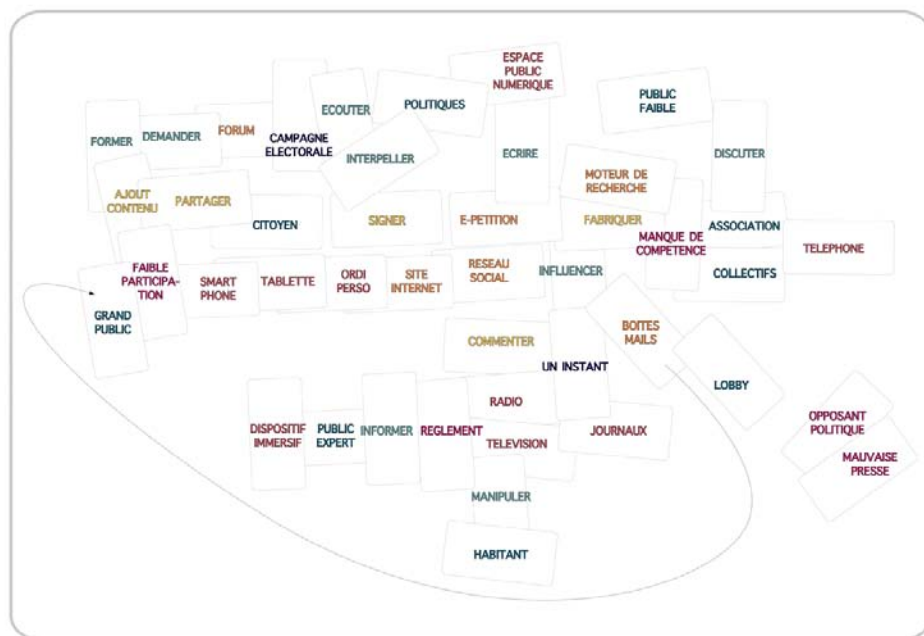 ESPACE
PUBLIC
NUMERIQUE
POLITIQUES
PUBLIC
FAIBLE
ECOUTER
FORUM
DEMANDER
FORMER
CAMPAGNE
ELECTORALE
INTERPELLER
ECRIRE
DISCUTER
MOTEUR DE
RECHERCHE
AJOUT
CONTENU
PARTAGER
CITOYEN
SIGNER
E-PETITION
FABRIQUER
ASSOCIATION
MANQUE DE
COMPETENCE
TELEPHONE
FAIBLE
PARTICIPA-
TION
SMART
PHONE
TABLETTE
ORDI
PERSO
SITE
INTERNET
RESEAU
SOCIAL
INFLUENCER
COLLECTIFS
GRAND
PUBLIC
BOITES
MAILS
COMMENTER
UN INSTANT
LOBBY
RADIO
OPPOSANT
POLITIQUE
DISPOSITIF
IMMERSIF
PUBLIC
EXPERT
INFORMER
REGLEMENT
TELEVISION
JOURNAUX
MAUVAISE
PRESSE
MANIPULER
HABITANT